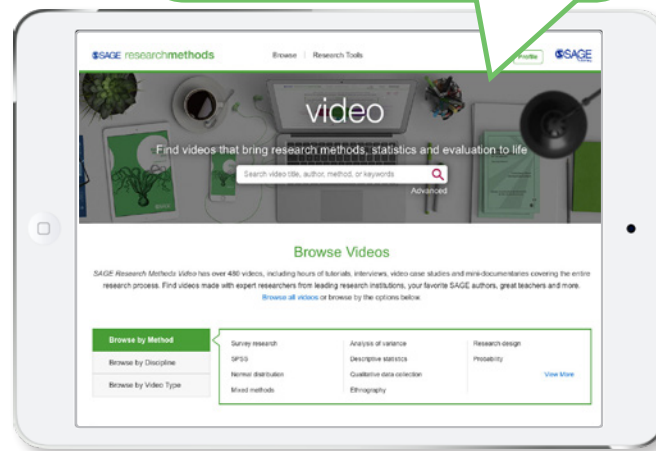 SAGE researchmethods
Browse | Research Tools
Profile
SAGE
video
Find videos that bring research methods, statistics and evaluation to life
Search video title, author, method, or keywords
Advanced
Browse Videos
SAGE Research Methods Video has over 480 videos, including hours of tutorials, interviews, video case studies and mini-documentaries covering the entire
research process. Find videos made with expert researchers from leading research institutions, your favorite SAGE authors, great teachers and more.
Browse all videos or browse by the options below.
Browse by Method
Browse by Discipline
Browse by Video Type
Survey research
SPSS
Normal distribution
Mixed methods
Analysis of variance
Descriptive statistics
Qualitative data collection
Ethnography
Research design
Probability
View More